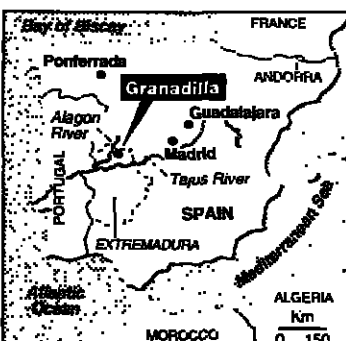 Bay of Biscay
FRANCE
Ponferrada
ANDORRA
Granadilla
Alagon
River
Guadalajara
Madrid
PORTUGAL
Tajus River
SPAIN
EXTREMADURA
Mediterranean Sea
Atlantic
Ocean
ALGERIA
Km
MOROCCO
0 150